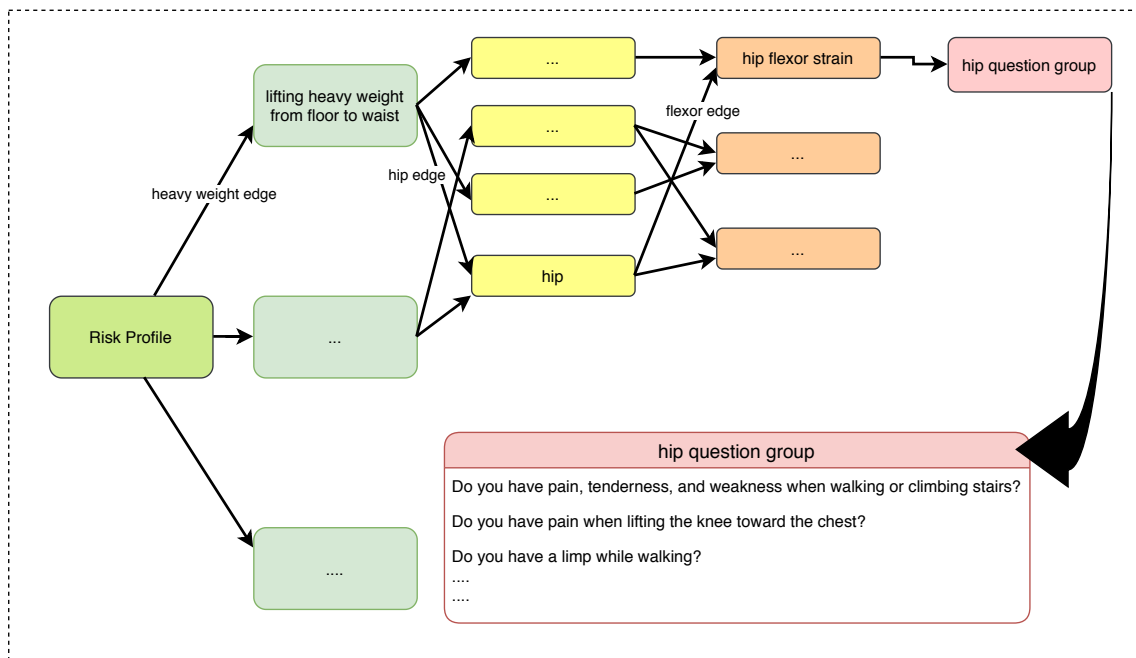 lifting heavy weight
from floor to waist
...
hip flexor strain
hip question group
...
flexor edge
...
hip edge
...
heavy weight edge
...
hip
Risk Profile
...
hip question group
Do you have pain, tenderness, and weakness when walking or climbing stairs?
Do you have pain when lifting the knee toward the chest?
Do you have a limp while walking?
....
....
....